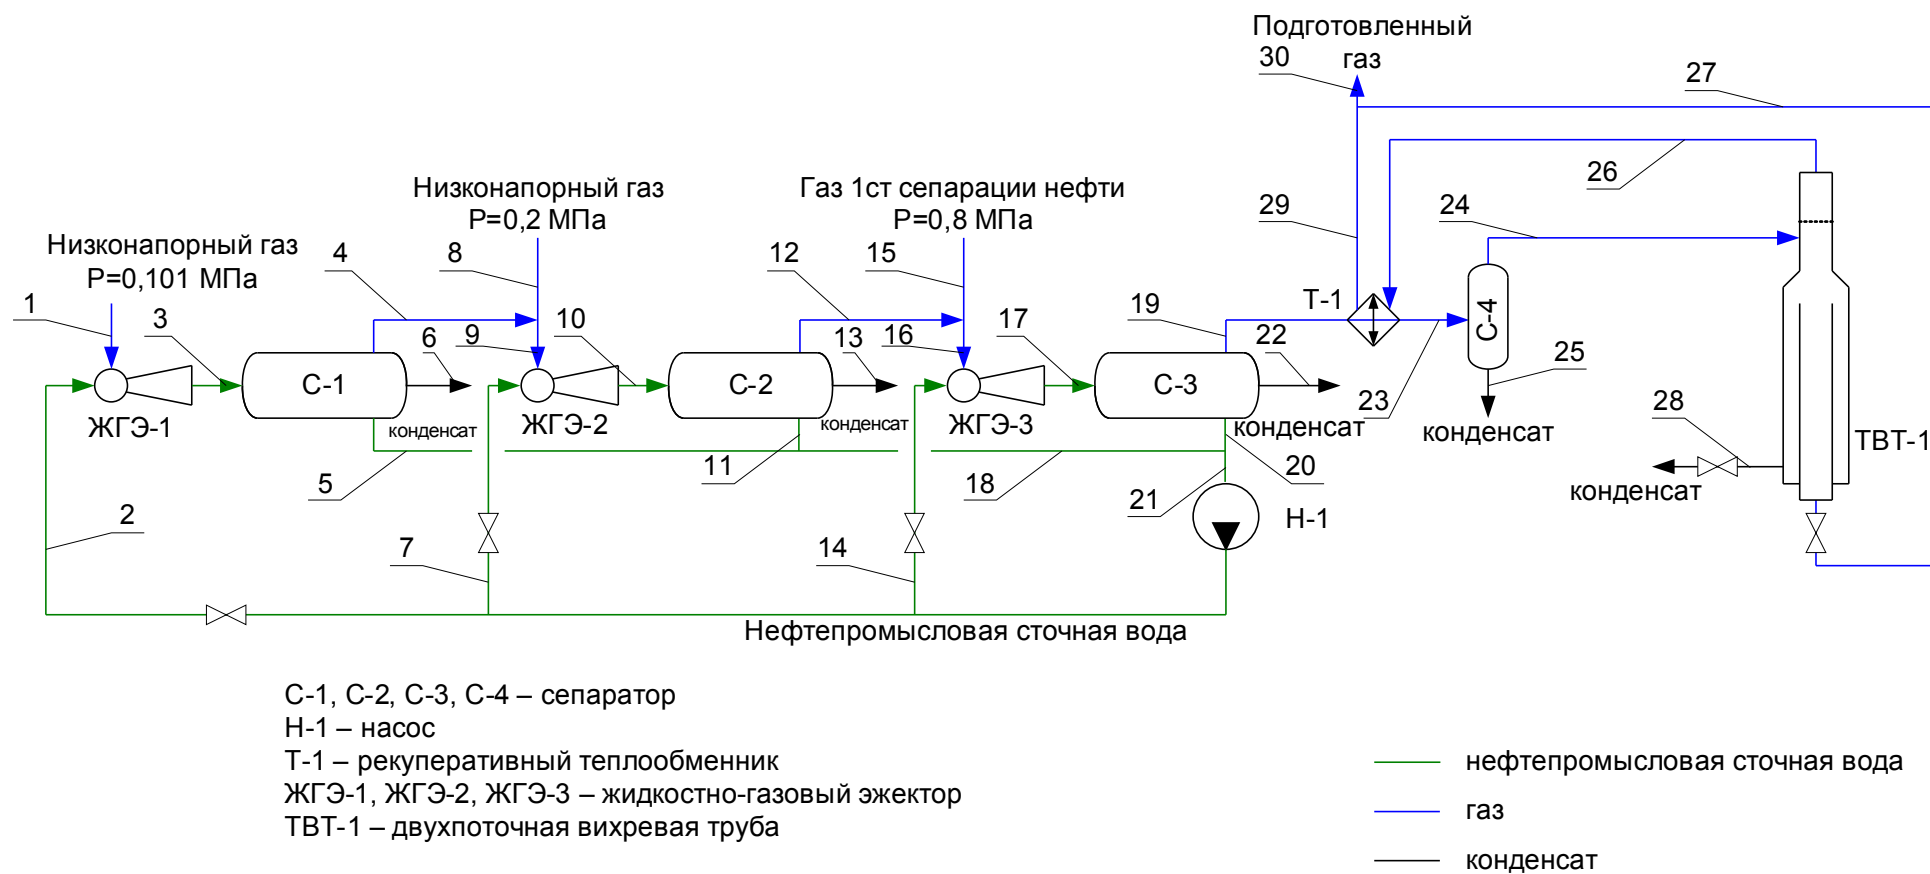 Подготовленный
газ
30
27
26
Низконапорный газ
Р=0,2 МПа
Газ 1ст сепарации нефти
Р=0,8 МПа
Низконапорный газ
Р=0,101 МПа
29
24
4
8
12
15
1
3
9
10
16
17
19
Т-1
6
13
22
23
25
С-1
С-2
С-3
С-4
ЖГЭ-1
ЖГЭ-2
ЖГЭ-3
конденсат
конденсат
конденсат
конденсат
28
ТВТ-1
конденсат
5
11
18
20
21
Н-1
2
7
14
Нефтепромысловая сточная вода
С-1, С-2, С-3, С-4 – сепаратор
Н-1 – насос
Т-1 – рекуперативный теплообменник
ЖГЭ-1, ЖГЭ-2, ЖГЭ-3 – жидкостно-газовый эжектор
ТВТ-1 – двухпоточная вихревая труба
нефтепромысловая сточная вода
газ
конденсат